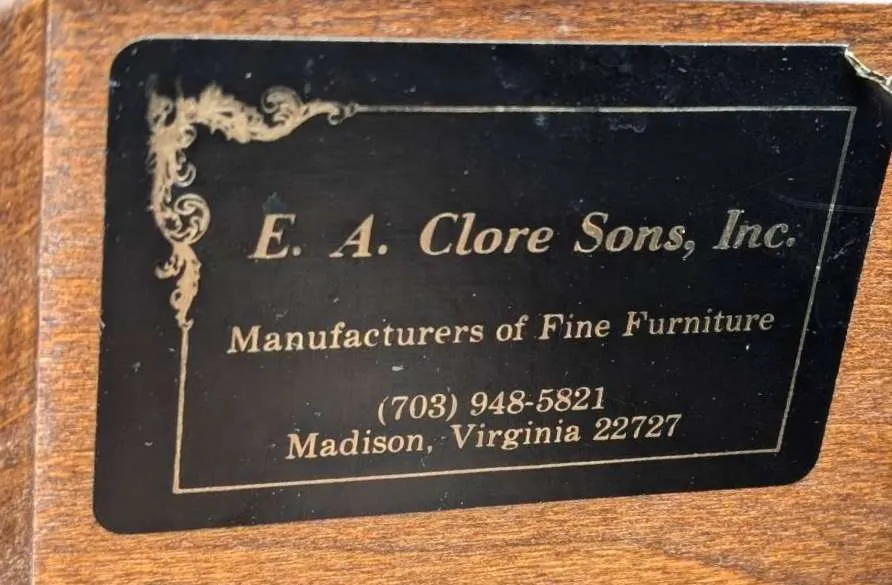 E. A. Clore Sons, Inc.
Manufacturers of Fine Furniture
(703) 948-5821
Madison, Virginia 22727